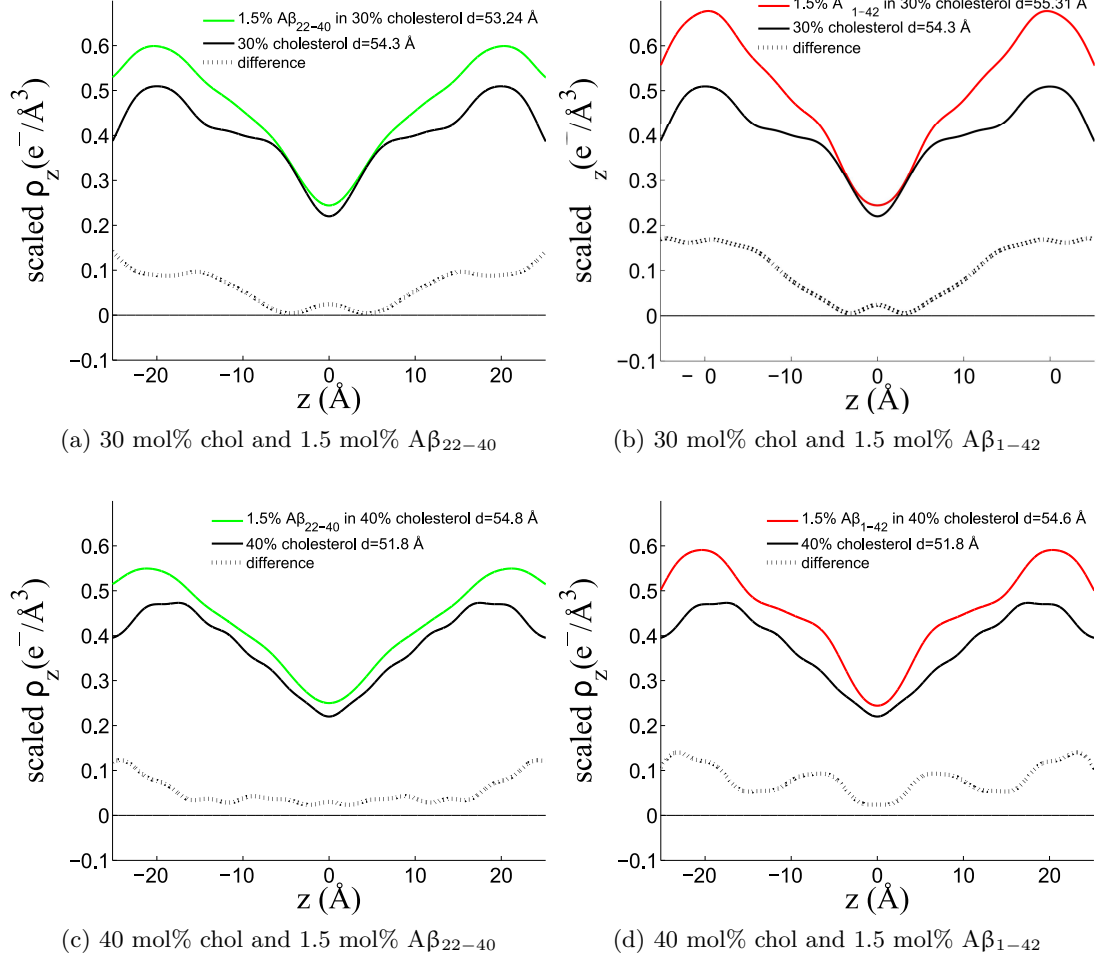 1.5% Aβ22−40 in 30% cholesterol d=53.24 Å
30% cholesterol d=54.3 Å
difference
scaled ρz(e−/Å3)
0.6
0.5
0.4
0.3
0.2
0.1
0
−0.1
−20
−10
0
10
20
z (Å)
(a) 30 mol% chol and 1.5 mol% Aβ22−40
1.5% A 1−42 in 30% cholesterol d=55.31 Å
30% cholesterol d=54.3 Å
difference
scaled z(e−/Å3)
0.6
0.5
0.4
0.3
0.2
0.1
0
−0.1
− 0
−10
0
10
0
z (Å)
(b) 30 mol% chol and 1.5 mol% Aβ1−42
1.5% Aβ22−40 in 40% cholesterol d=54.8 Å
40% cholesterol d=51.8 Å
difference
scaled ρz(e−/Å3)
0.6
0.5
0.4
0.3
0.2
0.1
0
−0.1
−20
−10
0
10
20
z (Å)
(c) 40 mol% chol and 1.5 mol% Aβ22−40
1.5% Aβ1−42 in 40% cholesterol d=54.6 Å
40% cholesterol d=51.8 Å
difference
scaled ρz(e−/Å3)
0.6
0.5
0.4
0.3
0.2
0.1
0
−0.1
−20
−10
0
10
20
z (Å)
(d) 40 mol% chol and 1.5 mol% Aβ1−42